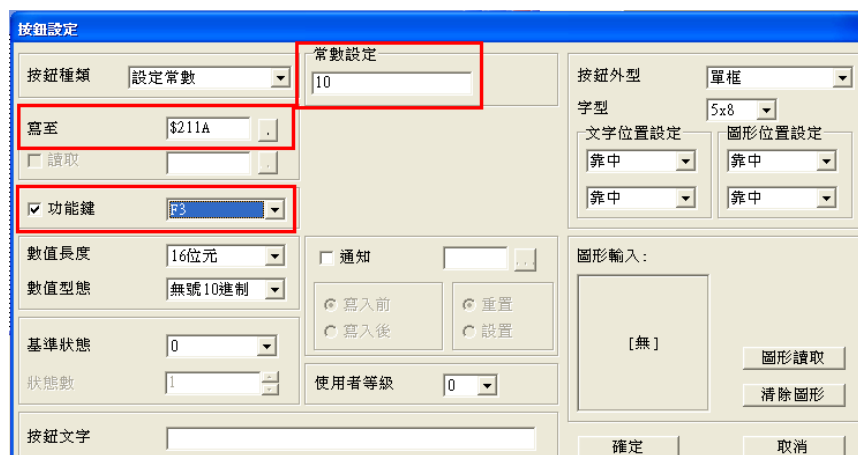 按鈕設定
按鈕種類 設定常數
常數設定
10
寫至 $211A .
讀取 .
功能鍵 F3
數值長度 16位元
數值型態 無號10進制
基準狀態 0
狀態數 1
按鈕文字
通知 ...
寫入前 重置
寫入後 設置
使用者等級 0
按鈕外型 單框
字型 5x8
文字位置設定 圖形位置設定
靠中 靠中
靠中 靠中
圖形輸入:
[無]
圖形讀取
清除圖形
確定 取消